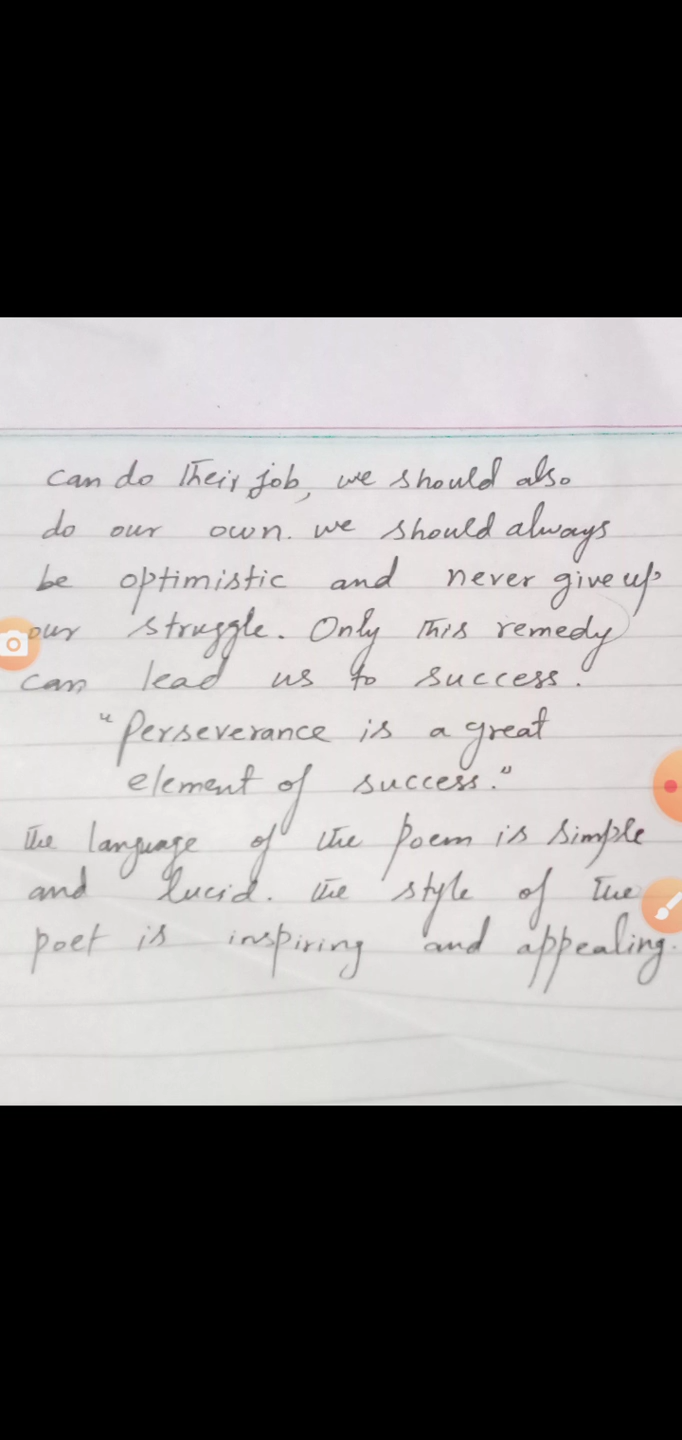 can do their job, we should also
do our own. we should always
be optimistic and never give up
our struggle. Only this remedy
can lead us to success.
"Perseverance is a great
element of success."
the language of the poem is simple
and lucid. the style of the
poet is inspiring and appealing.